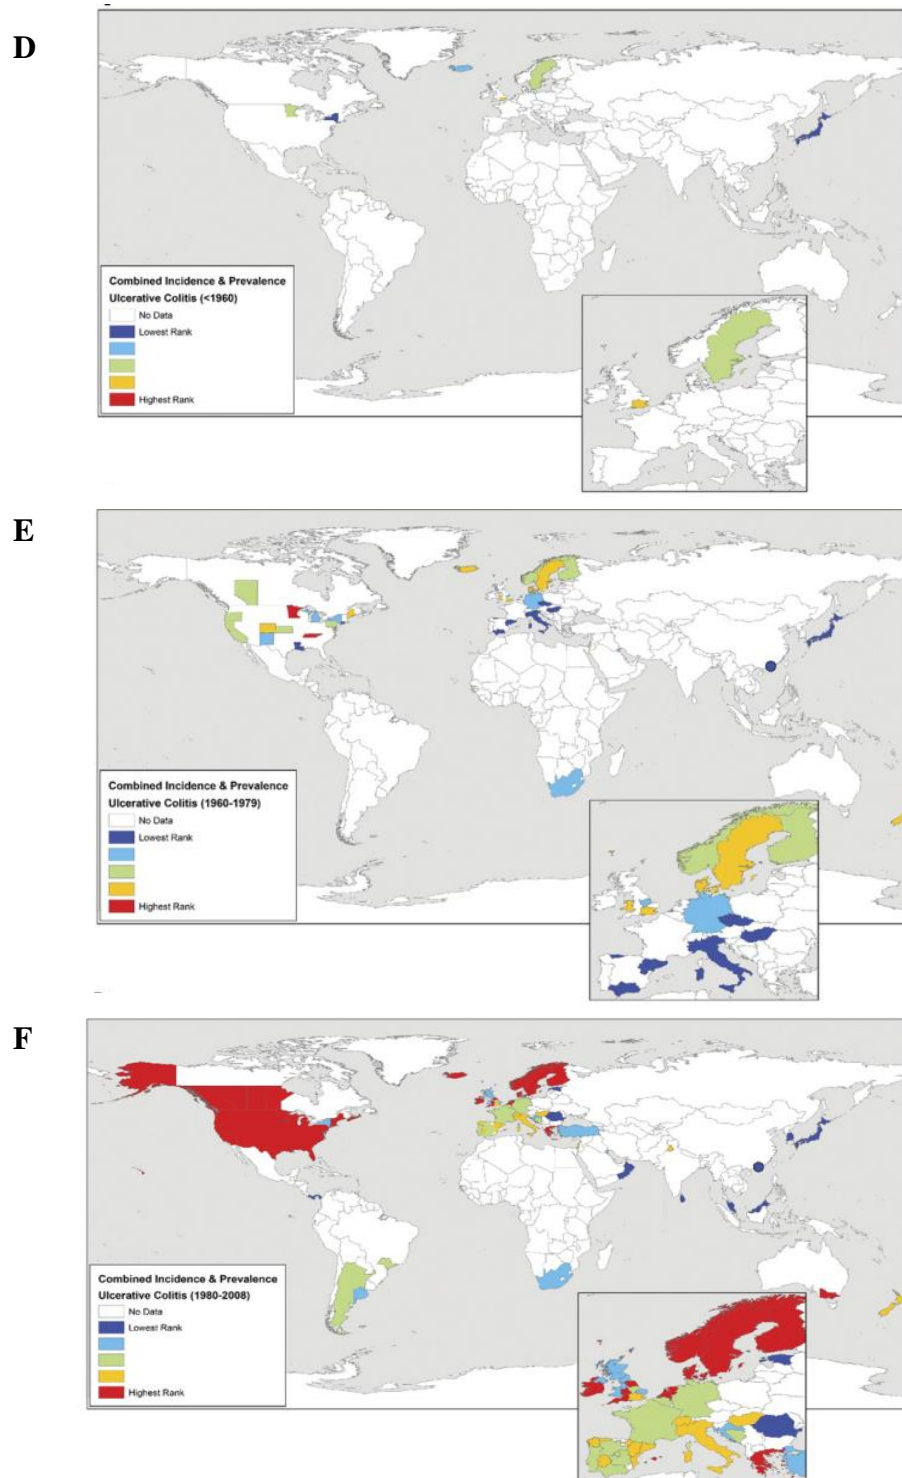 D
Combined Incidence & Prevalence
Ulcerative Colitis (<1960)
No Data
Lowest Rank
Highest Rank
E
Combined Incidence & Prevalence
Ulcerative Colitis (1960-1979)
No Data
Lowest Rank
Highest Rank
F
Combined Incidence & Prevalence
Ulcerative Colitis (1980-2008)
No Data
Lowest Rank
Highest Rank